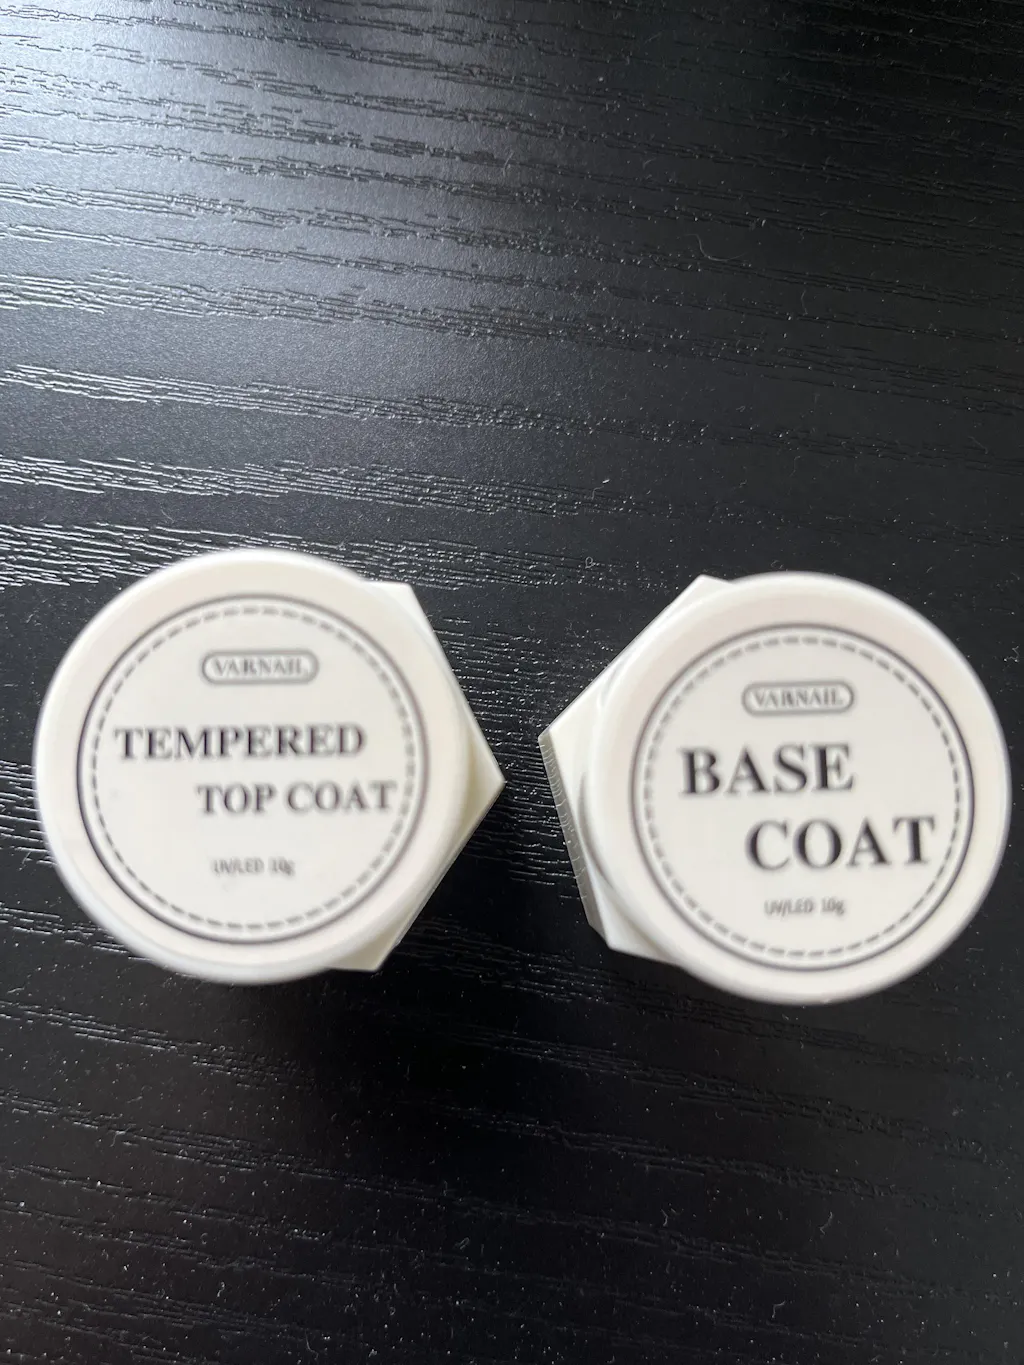 VARNAIL
TEMPERED
TOP COAT
UV/LED 10g
VARNAIL
BASE
COAT
UV/LED 10g